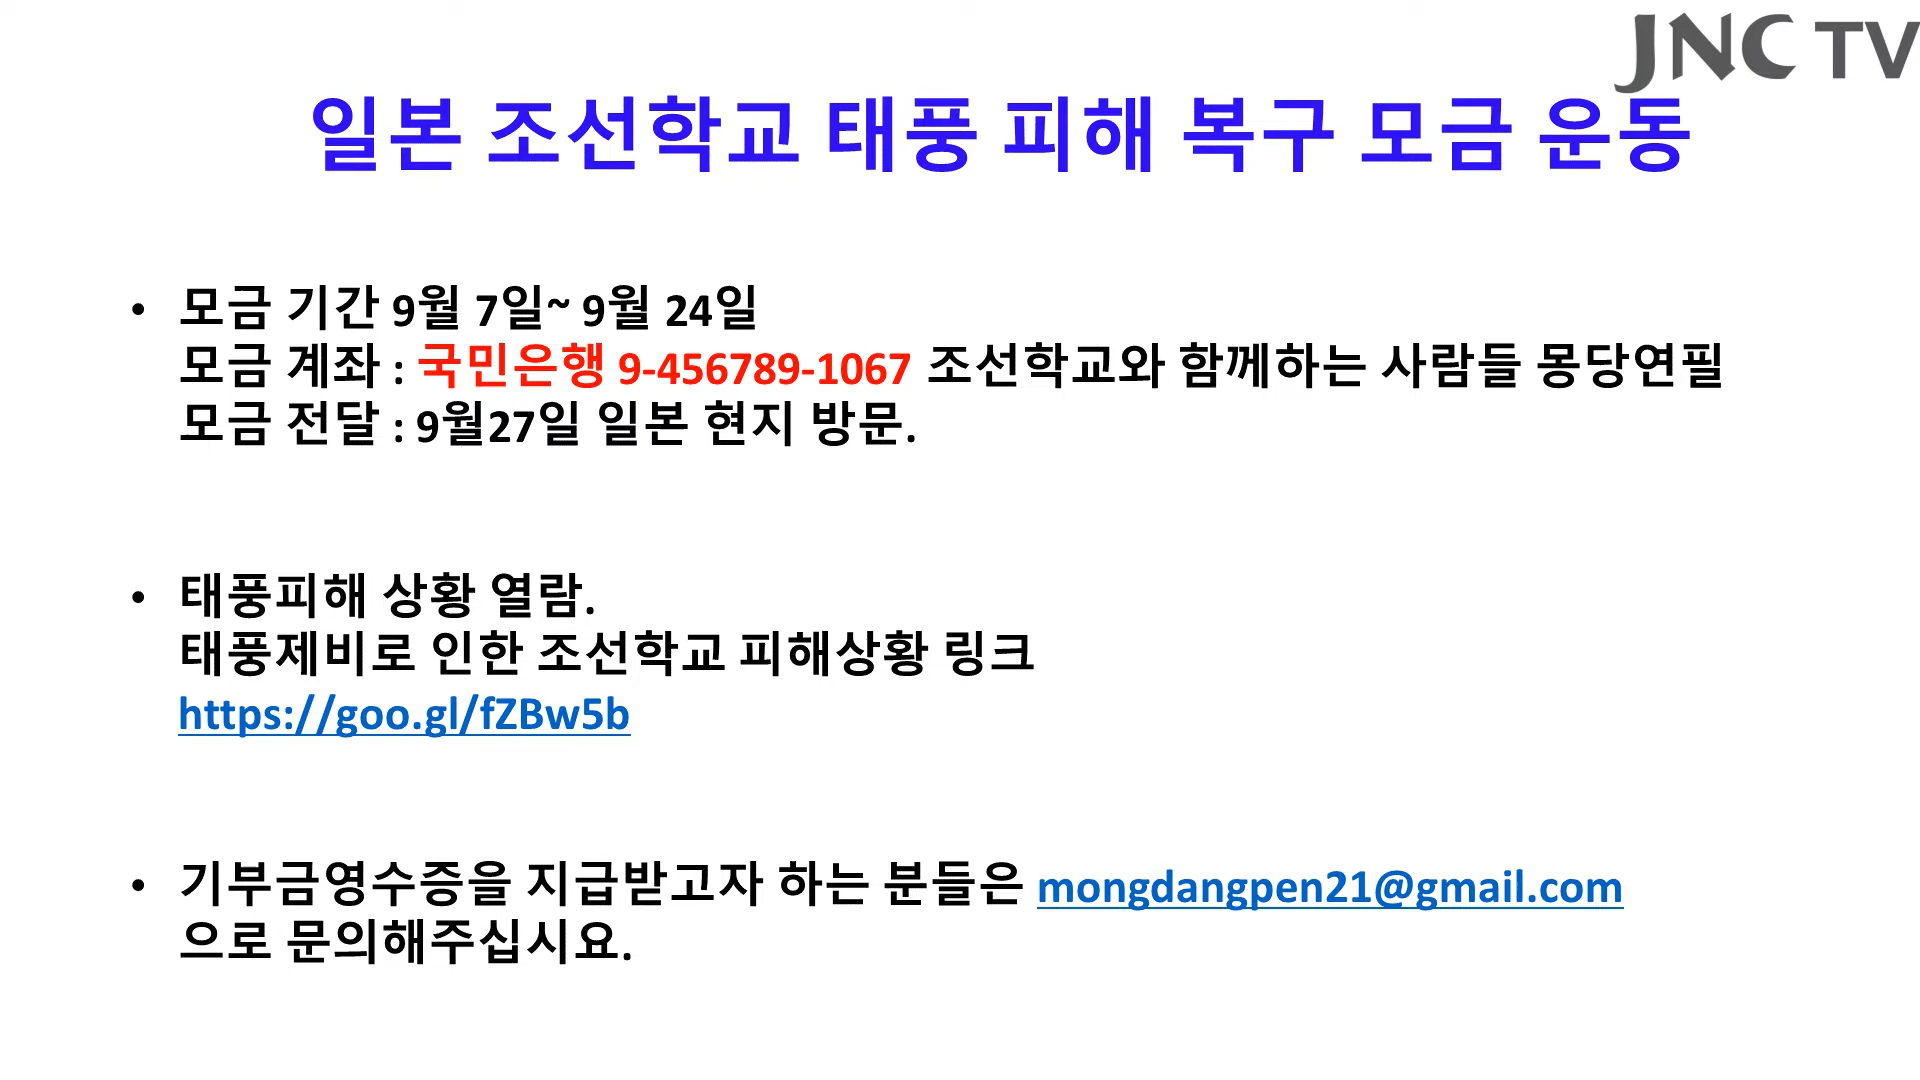 JNC TV
일본 조선학교 태풍 피해 복구 모금 운동
• 모금 기간 9월 7일~ 9월 24일
모금 계좌 : 국민은행 9-456789-1067 조선학교와 함께하는 사람들 몽당연필
모금 전달 : 9월27일 일본 현지 방문.
• 태풍피해 상황 열람.
태풍제비로 인한 조선학교 피해상황 링크
https://goo.gl/fZBw5b
• 기부금영수증을 지급받고자 하는 분들은 mongdangpen21@gmail.com
으로 문의해주십시요.